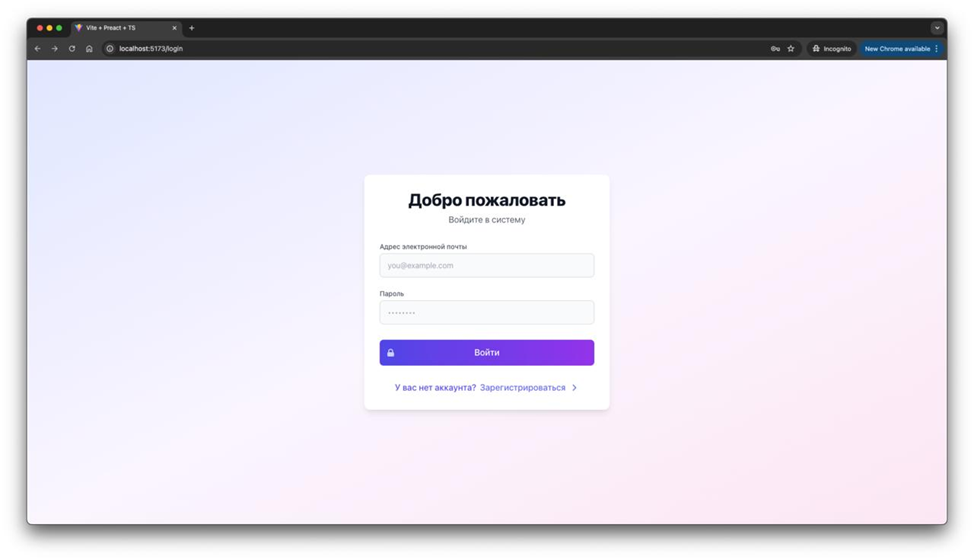 Vite + Preact + TS
localhost:5173/login
Incognito
New Chrome available
Добро пожаловать
Войдите в систему
Адрес электронной почты
you@example.com
Пароль
••••••••
Войти
У вас нет аккаунта? Зарегистрироваться